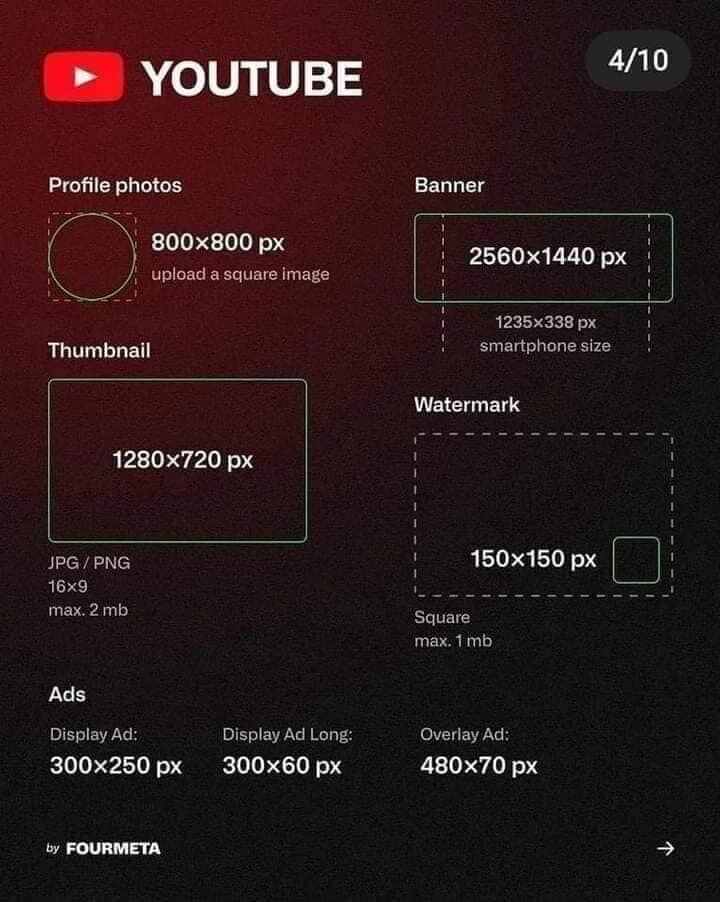 YOUTUBE
4/10
Profile photos
800×800 px
upload a square image
Banner
2560×1440 px
1235×338 px
smartphone size
Thumbnail
1280×720 px
JPG / PNG
16×9
max. 2 mb
Watermark
150×150 px
Square
max. 1 mb
Ads
Display Ad:
300×250 px
Display Ad Long:
300×60 px
Overlay Ad:
480×70 px
by FOURMETA